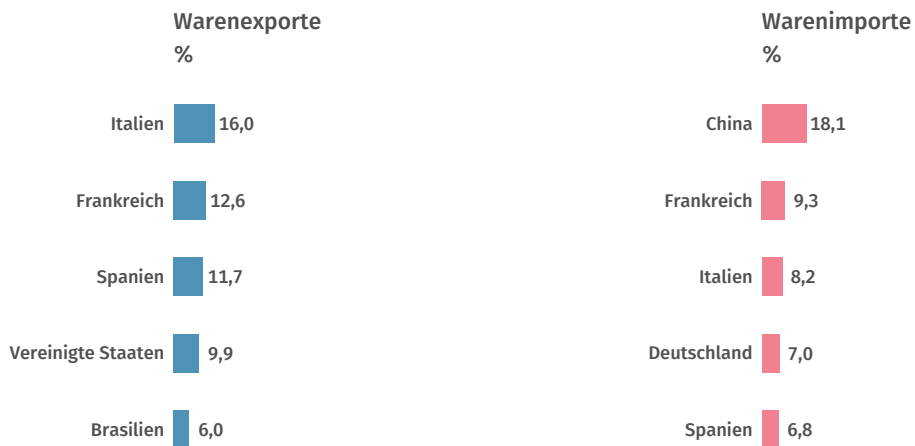 Warenexporte
%
Italien 16,0
Frankreich 12,6
Spanien 11,7
Vereinigte Staaten 9,9
Brasilien 6,0
Warenimporte
%
China 18,1
Frankreich 9,3
Italien 8,2
Deutschland 7,0
Spanien 6,8